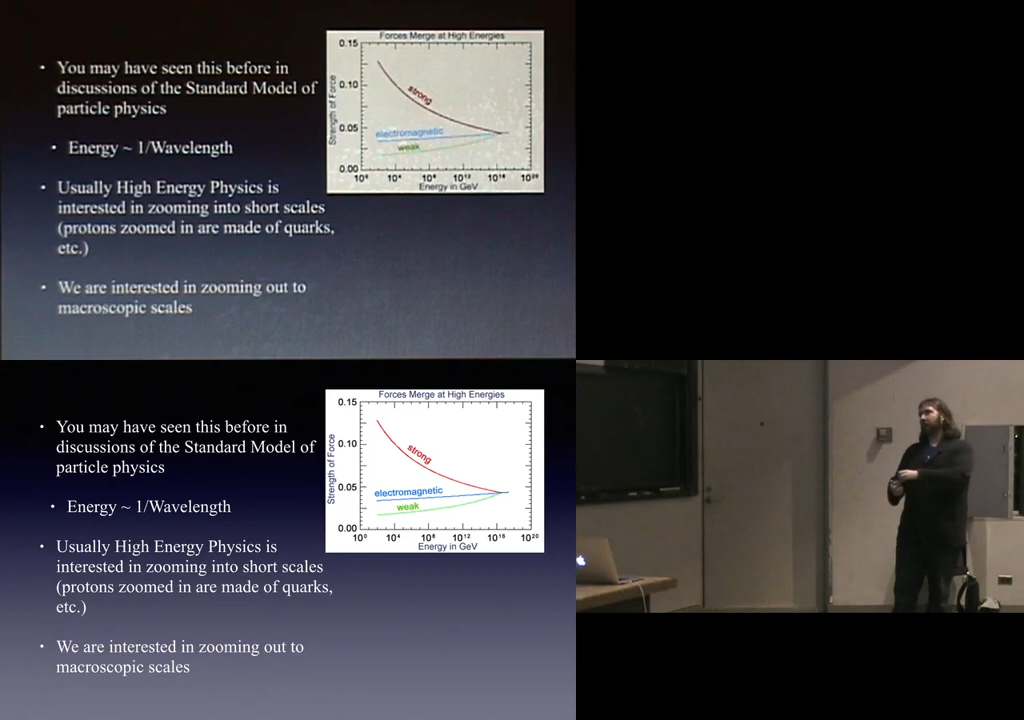 • You may have seen this before in
discussions of the Standard Model of
particle physics
• Energy ~ 1/Wavelength
• Usually High Energy Physics is
interested in zooming into short scales
(protons zoomed in are made of quarks,
etc.)
• We are interested in zooming out to
macroscopic scales
Forces Merge at High Energies
Strength of Force
0.15
0.10
0.05
0.00
strong
electromagnetic
weak
10⁰ 10⁴ 10⁸ 10¹² 10¹⁶ 10²⁰
Energy in GeV
• You may have seen this before in
discussions of the Standard Model of
particle physics
• Energy ~ 1/Wavelength
• Usually High Energy Physics is
interested in zooming into short scales
(protons zoomed in are made of quarks,
etc.)
• We are interested in zooming out to
macroscopic scales
Forces Merge at High Energies
Strength of Force
0.15
0.10
0.05
0.00
strong
electromagnetic
weak
10⁰ 10⁴ 10⁸ 10¹² 10¹⁶ 10²⁰
Energy in GeV